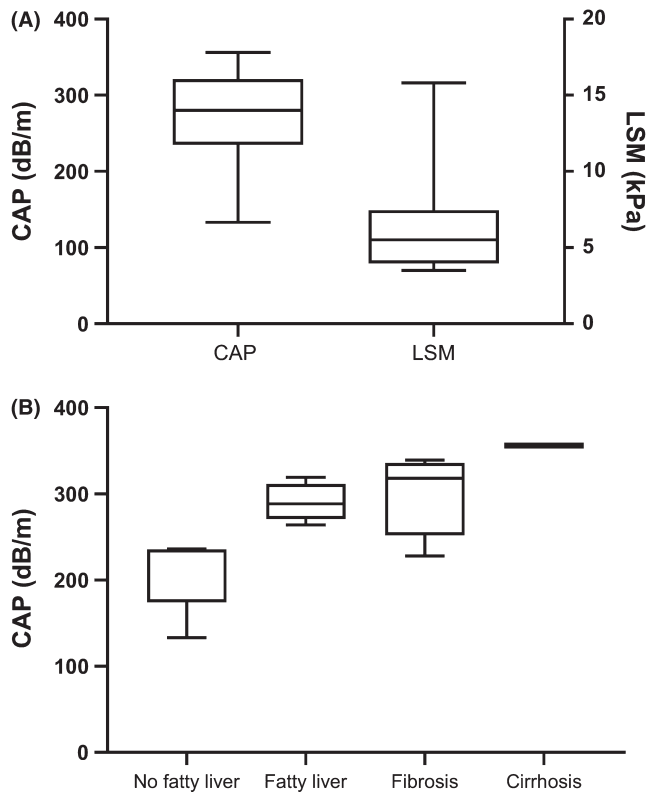 (A)
400
300
200
100
0
CAP (dB/m)
20
15
10
5
0
LSM (kPa)
CAP
LSM
(B)
400
300
200
100
0
CAP (dB/m)
No fatty liver
Fatty liver
Fibrosis
Cirrhosis